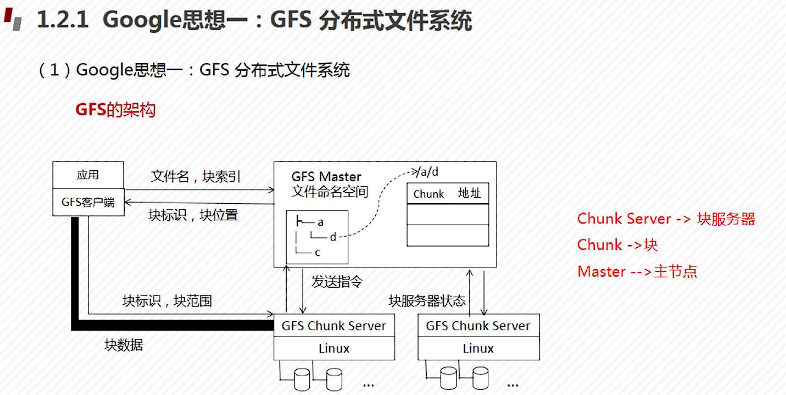 1.2.1 Google思想一：GFS 分布式文件系统
（1）Google思想一：GFS 分布式文件系统
GFS的架构
应用
GFS客户端
文件名，块索引
块标识，块位置
GFS Master
文件命名空间
a
d
c
/a/d
Chunk 地址
Chunk Server -> 块服务器
Chunk ->块
Master -->主节点
发送指令
块标识，块范围
块服务器状态
块数据
GFS Chunk Server
Linux
...
GFS Chunk Server
Linux
...